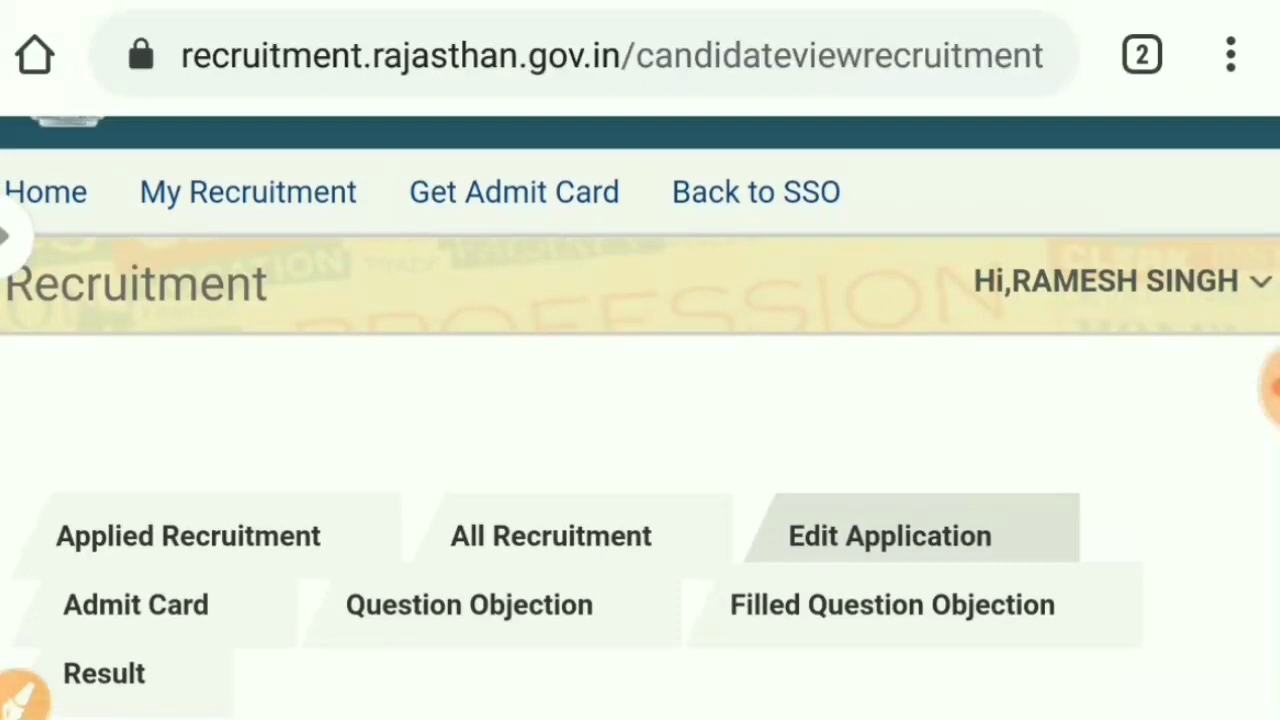 recruitment.rajasthan.gov.in/candidateviewrecruitment 2
Home My Recruitment Get Admit Card Back to SSO
Recruitment Hi,RAMESH SINGH
PROFESSION
Applied Recruitment All Recruitment Edit Application
Admit Card Question Objection Filled Question Objection
Result